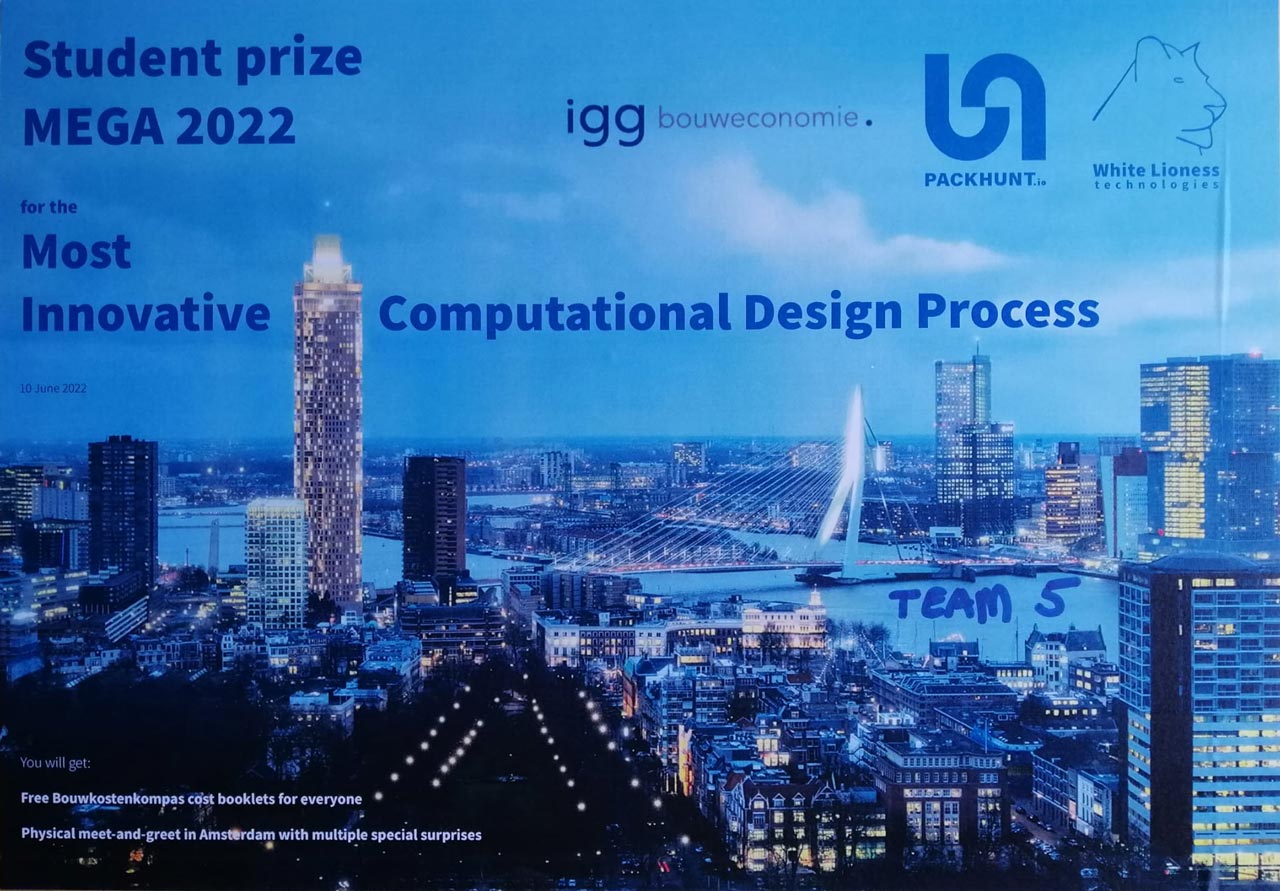 Student prize
MEGA 2022
igg bouweconomie.
PACKHUNT.io
White Lioness
technologies
for the
Most
Innovative Computational Design Process
10 June 2022
TEAM 5
You will get:
Free Bouwkostenkompas cost booklets for everyone
Physical meet-and-greet in Amsterdam with multiple special surprises